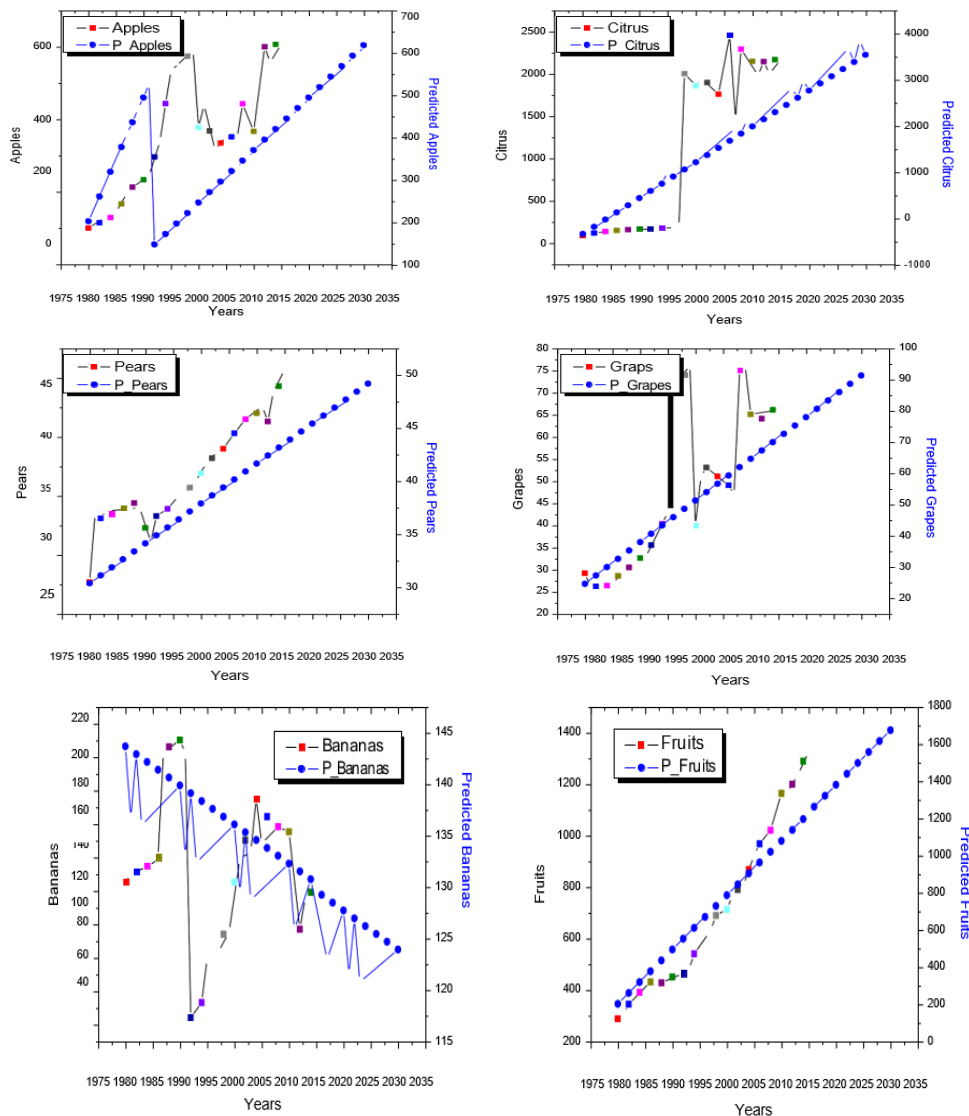 Apples
P_Apples
600
400
200
0
Apples
700
600
500
400
300
200
100
Predicted Apples
1975 1980 1985 1990 1995 2000 2005 2010 2015 2020 2025 2030 2035
Years
Citrus
P_Citrus
2500
2000
1500
1000
500
0
Citrus
4000
3000
2000
1000
0
-1000
Predicted Citrus
1975 1980 1985 1990 1995 2000 2005 2010 2015 2020 2025 2030 2035
Years
Pears
P_Pears
45
40
35
30
25
Pears
50
45
40
35
30
Predicted Pears
1975 1980 1985 1990 1995 2000 2005 2010 2015 2020 2025 2030 2035
Years
Graps
P_Grapes
80
75
70
65
60
55
50
45
40
35
30
25
20
Grapes
100
90
80
70
60
50
40
30
20
Predicted Grapes
1975 1980 1985 1990 1995 2000 2005 2010 2015 2020 2025 2030 2035
Years
Bananas
P_Bananas
220
200
180
160
140
120
100
80
60
40
Bananas
145
140
135
130
125
120
115
Predicted Bananas
1975 1980 1985 1990 1995 2000 2005 2010 2015 2020 2025 2030 2035
Years
Fruits
P_Fruits
1400
1200
1000
800
600
400
200
Fruits
1800
1600
1400
1200
1000
800
600
400
200
0
Predicted Fruits
1975 1980 1985 1990 1995 2000 2005 2010 2015 2020 2025 2030 2035
Years